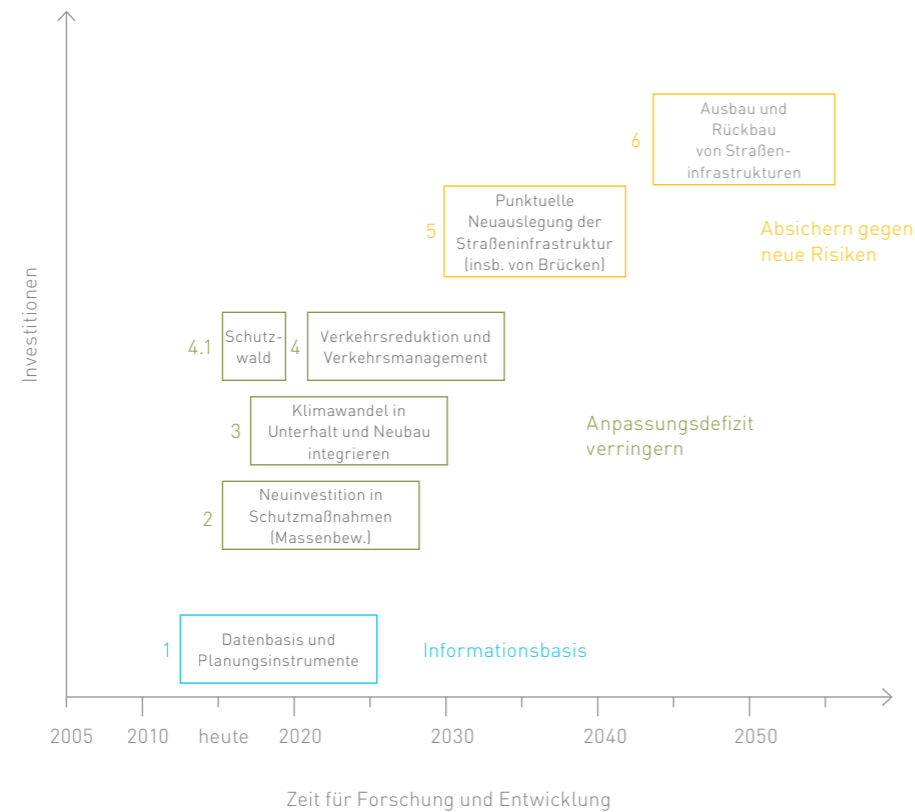 Ausbau und
Rückbau
von Straßen-
infrastrukturen
6
Punktuelle
Neuauslegung der
Straßeninfrastruktur
(insb. von Brücken)
5
Absichern gegen
neue Risiken
Investitionen
4.1
Schutz-
wald
4
Verkehrsreduktion und
Verkehrsmanagement
3
Klimawandel in
Unterhalt und Neubau
integrieren
Anpassungsdefizit
verringern
2
Neuinvestition in
Schutzmaßnahmen
(Massenbew.)
1
Datenbasis und
Planungsinstrumente
Informationsbasis
2005 2010 heute 2020 2030 2040 2050
Zeit für Forschung und Entwicklung